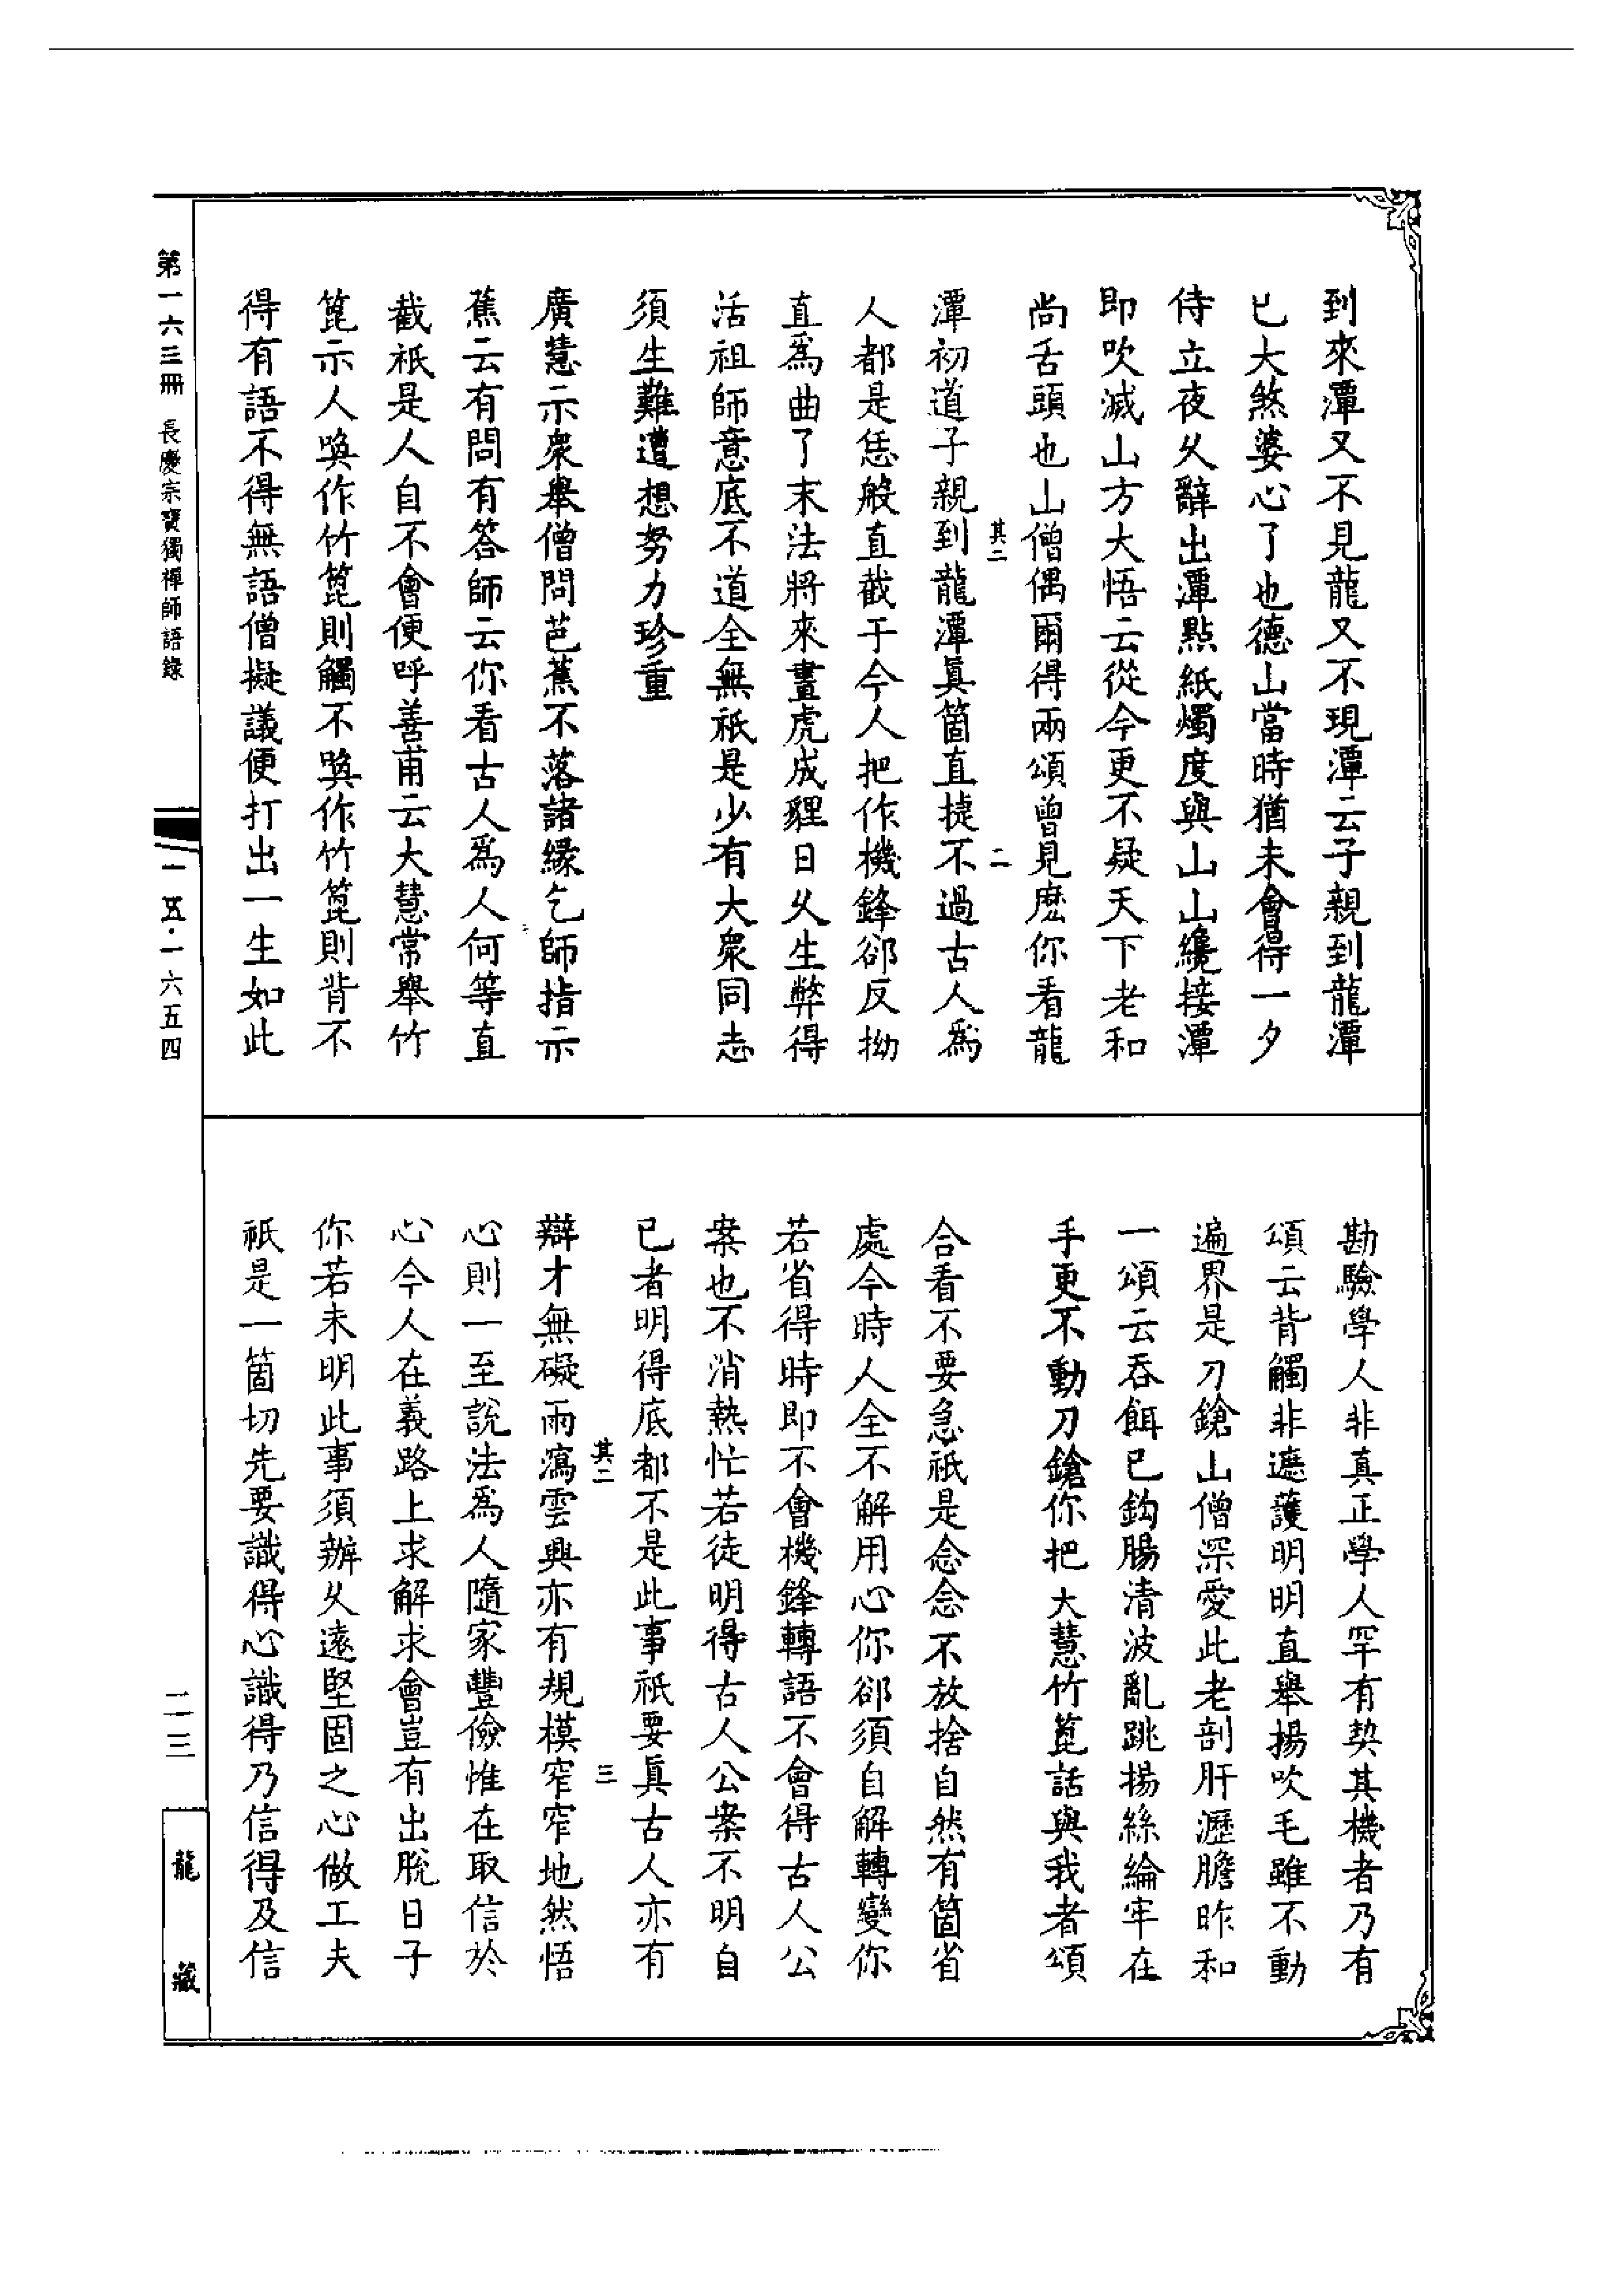 到來潭又不見龍又不現潭云子親到龍潭
已大煞婆心了也德山當時猶未會得一夕
侍立夜久辭出潭點紙燭度與山山纔接潭
即吹滅山方大悟云從今更不疑天下老和
尚舌頭也山僧偶爾得兩頌曾見麽你看龍
其二 二
潭初道子親到龍潭眞箇直捷不過古人爲
人都是恁般直截于今人把作機鋒卻反拗
直爲曲了末法將來畫虎成貍日久生弊得
活祖師意底不道全無祇是少有大衆同志
須生難遭想努力珍重
廣慧示衆舉僧問芭蕉不落諸緣乞師指示
蕉云有問有答師云你看古人爲人何等直
截祇是人自不會便呼善甫云大慧常舉竹
篦示人喚作竹篦則觸不喚作竹篦則背不
得有語不得無語僧擬議便打出一生如此
勘驗學人非真正學人罕有契其機者乃有
頌云背觸非遮護明明直舉揚吹毛雖不動
遍界是刀鎗山僧深愛此老剖肝瀝膽昨和
一頌云吞餌已鈎腸清波亂跳揚絲綸牢在
手更不動刀鎗你把大慧竹篦話與我者頌
合看不要急祇是念念不放捨自然有箇省
處今時人全不解用心你卻須自解轉變你
若省得時即不會機鋒轉語不會得古人公
案也不消熱忙若徒明得古人公案不明自
已者明得底都不是此事祇要眞古人亦有
其二 三
辯才無礙雨瀉雲興亦有規模窄窄地然悟
心則一至說法爲人隨家豐儉惟在取信於
心今人在義路上求解求會豈有出脫日子
你若未明此事須辦久遠堅固之心做工夫
祇是一箇切先要識得心識得乃信得及信
第一六三冊 長慶宗寶獨禪師語錄
一五·一六五四
二三
龍藏